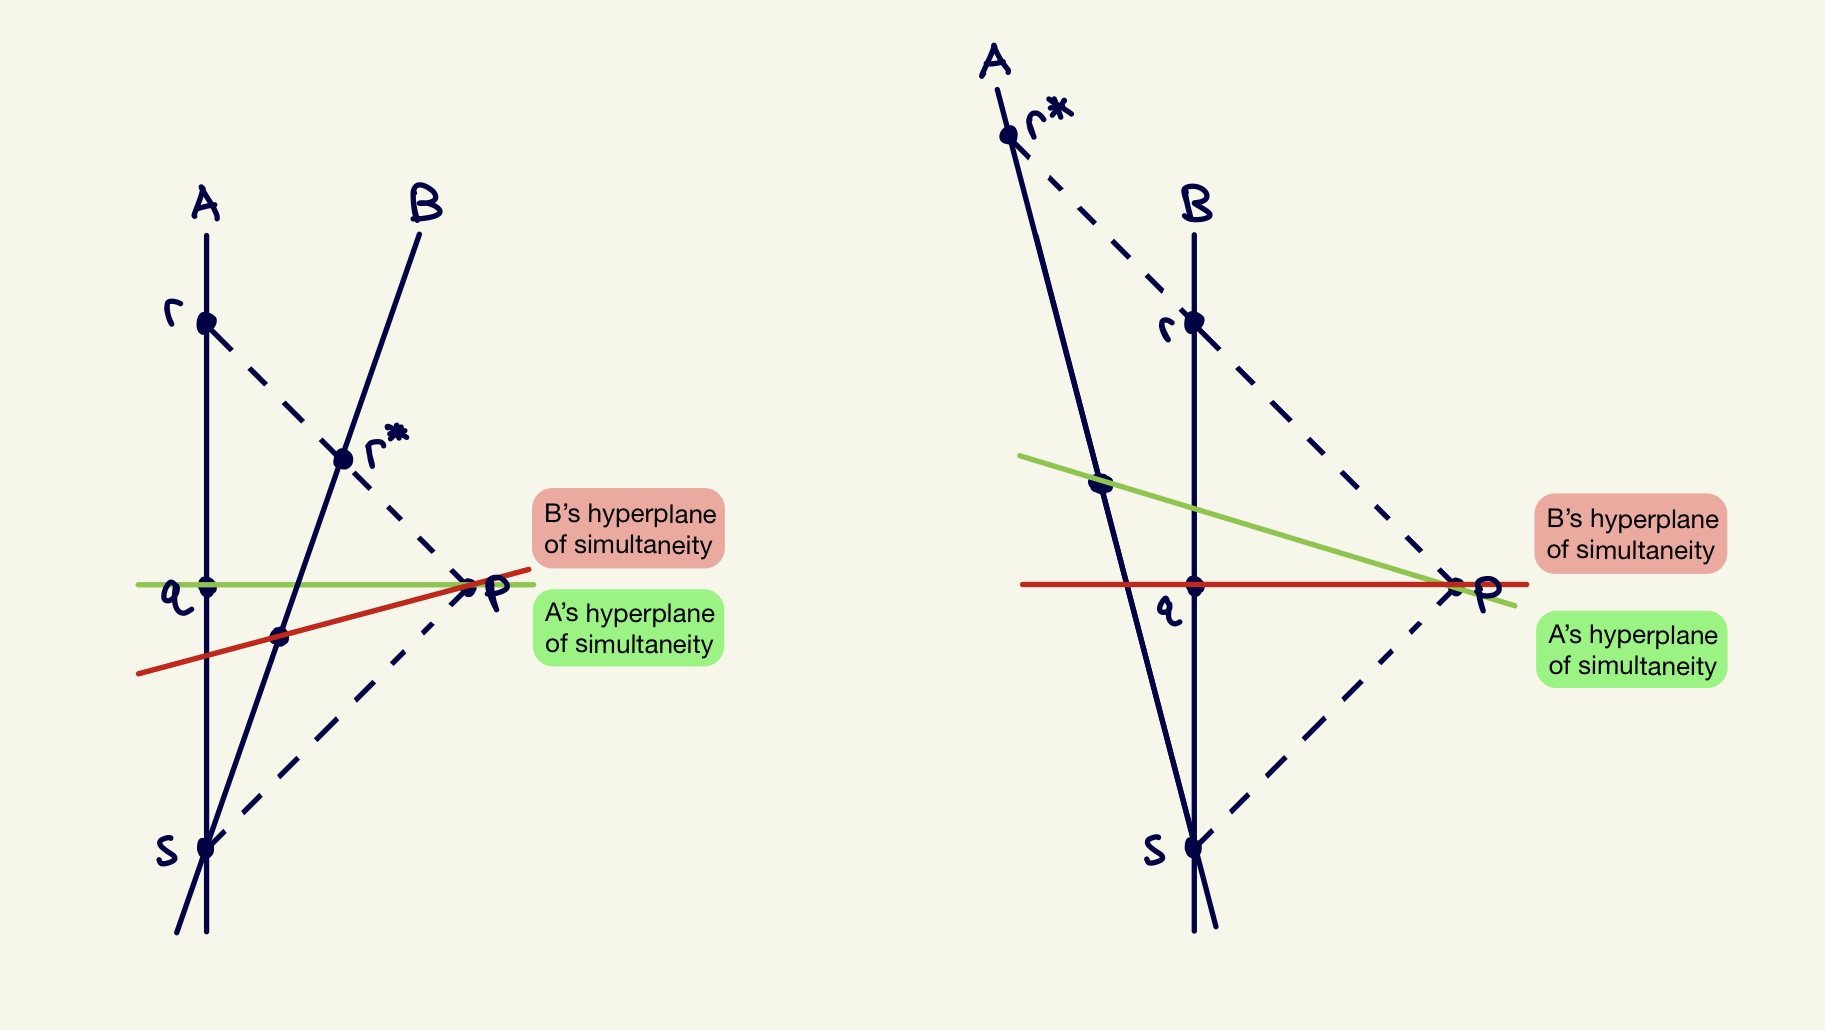 A
B
r
r*
B's hyperplane
of simultaneity
q
p
A's hyperplane
of simultaneity
s
A
r*
B
r
B's hyperplane
of simultaneity
p
q
A's hyperplane
of simultaneity
s